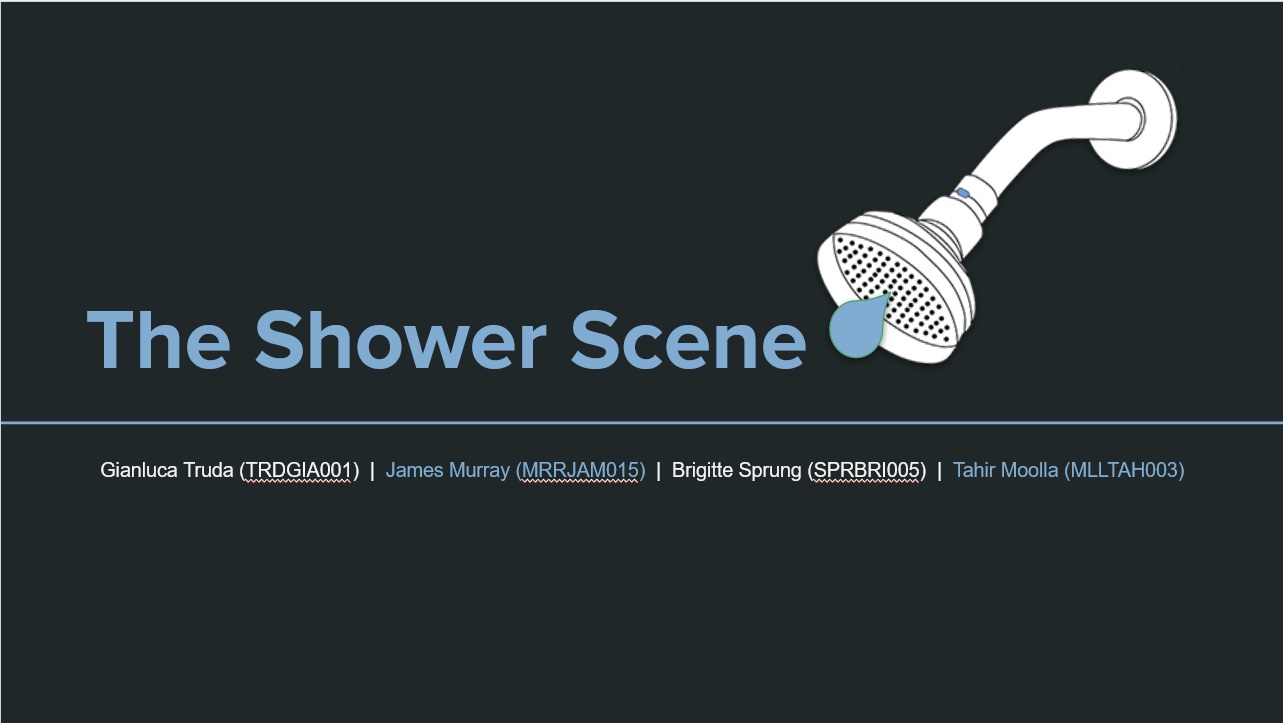 The Shower Scene
Gianluca Truda (TRDGIA001) | James Murray (MRRJAM015) | Brigitte Sprung (SPRBRI005) | Tahir Moolla (MLLTAH003)